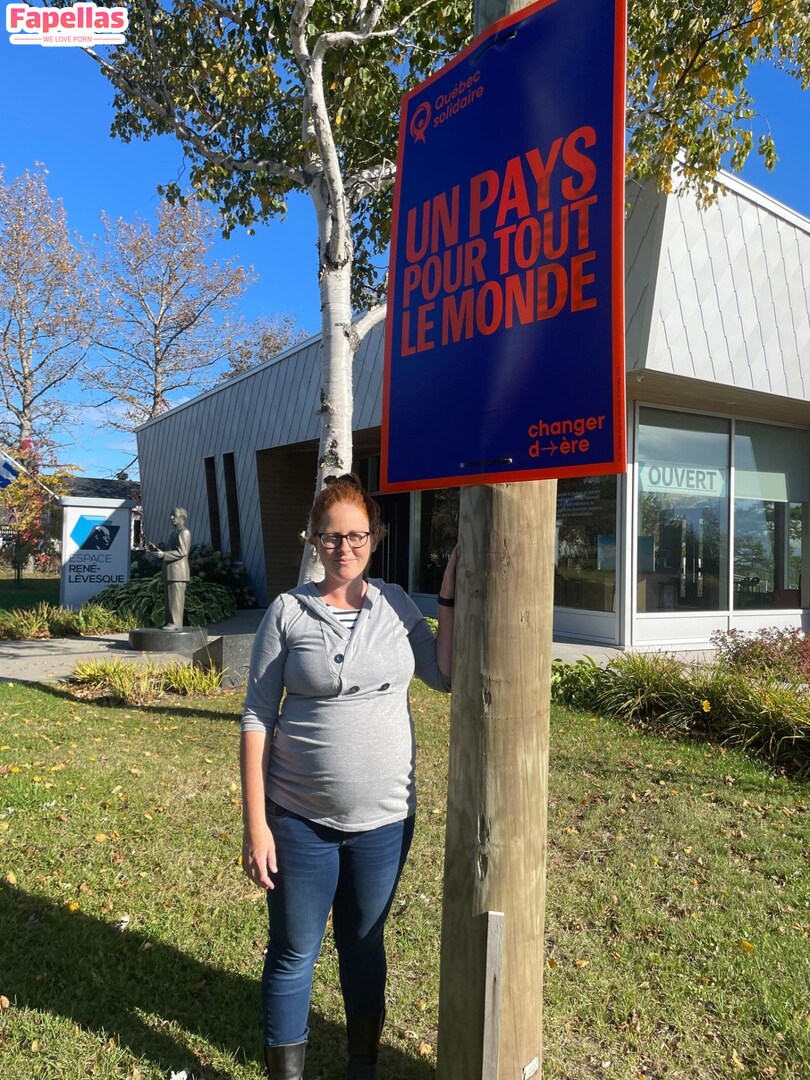 Fapellas
WE LOVE PORN
Québec
solidaire
UN PAYS
POUR TOUT
LE MONDE
changer
d→ère
OUVERT
ESPACE
RENÉ-
LÉVESQUE